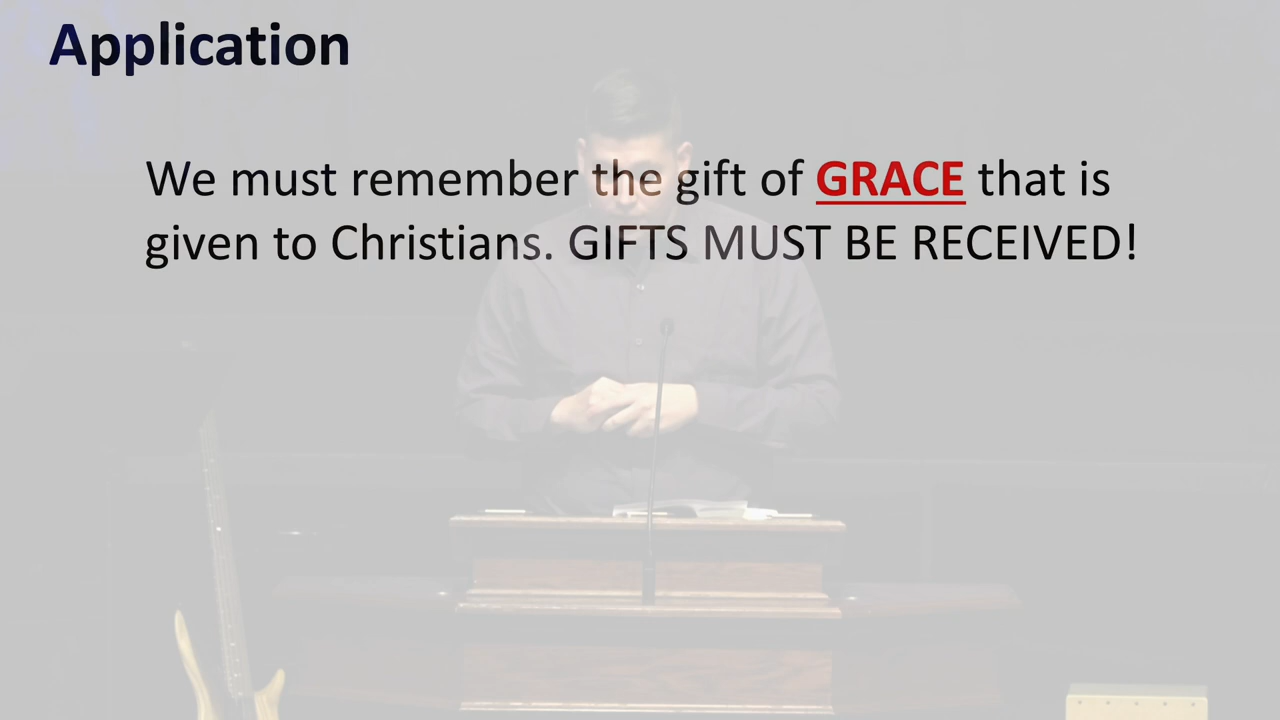 Application
We must remember the gift of GRACE that is
given to Christians. GIFTS MUST BE RECEIVED!